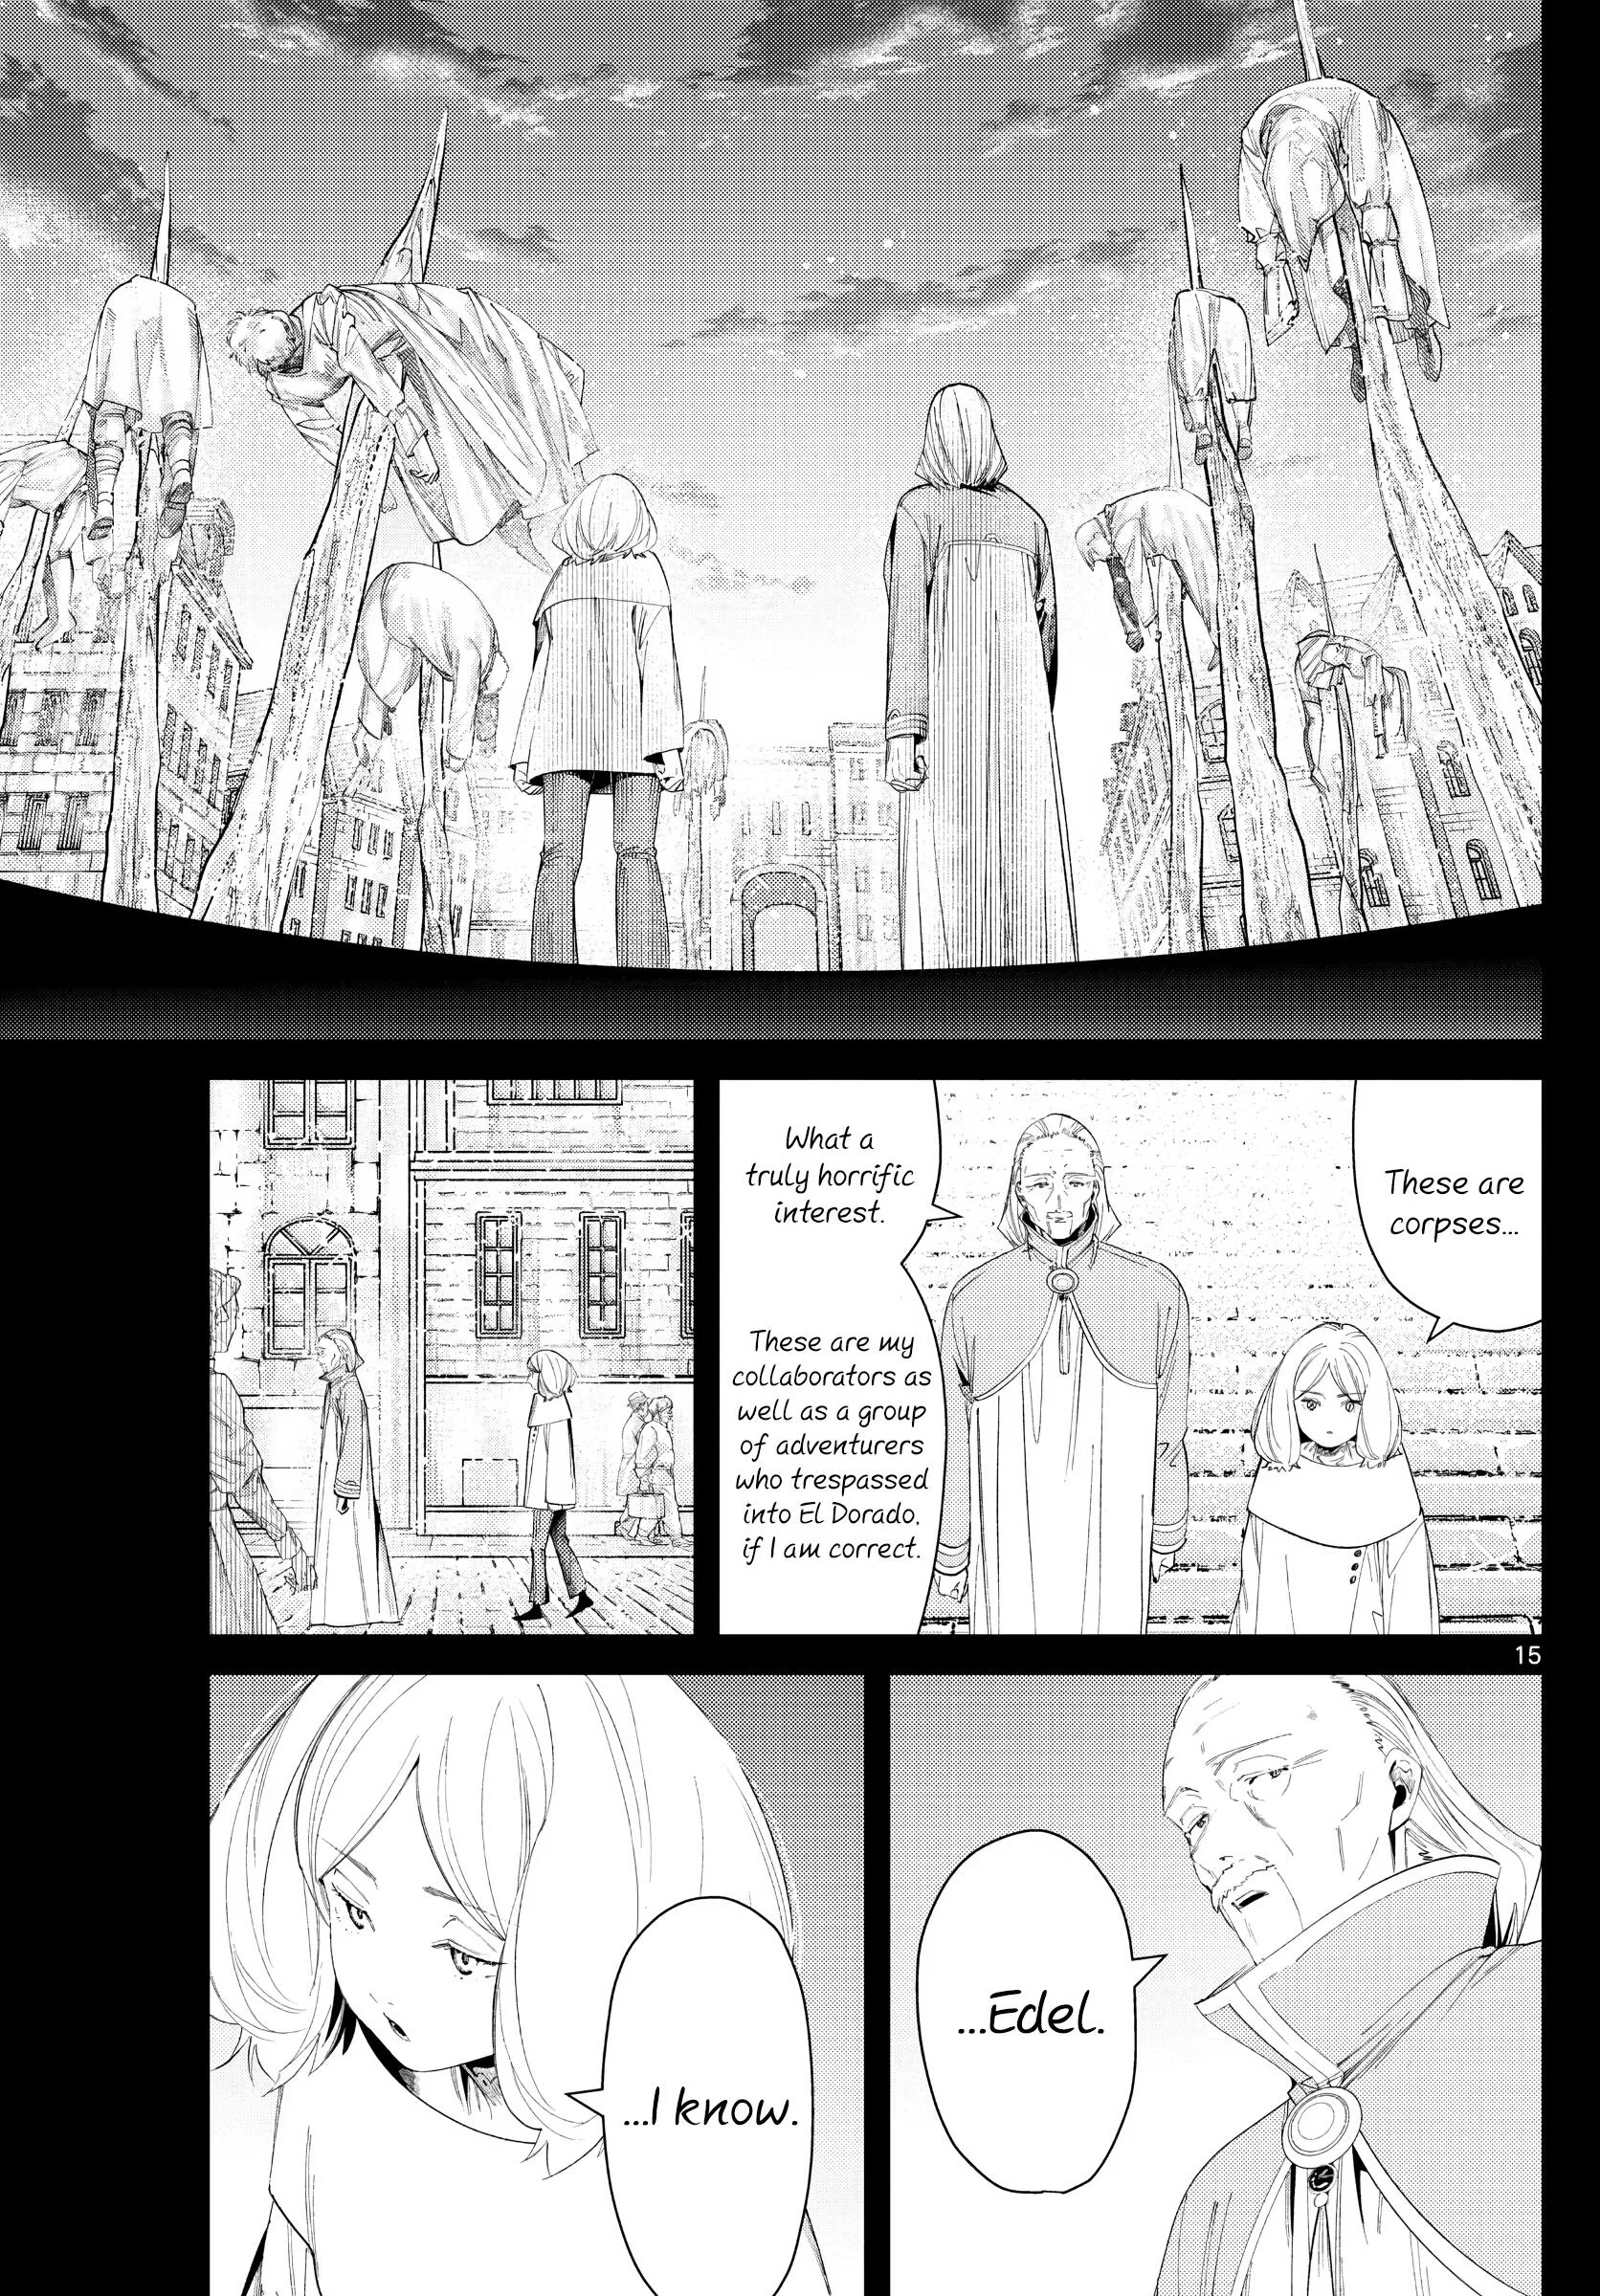 These are
corpses...
What a
truly horrific
interest.
These are my
collaborators as
well as a group
of adventurers
who trespassed
into El Dorado,
if I am correct.
15
...Edel.
...I know.